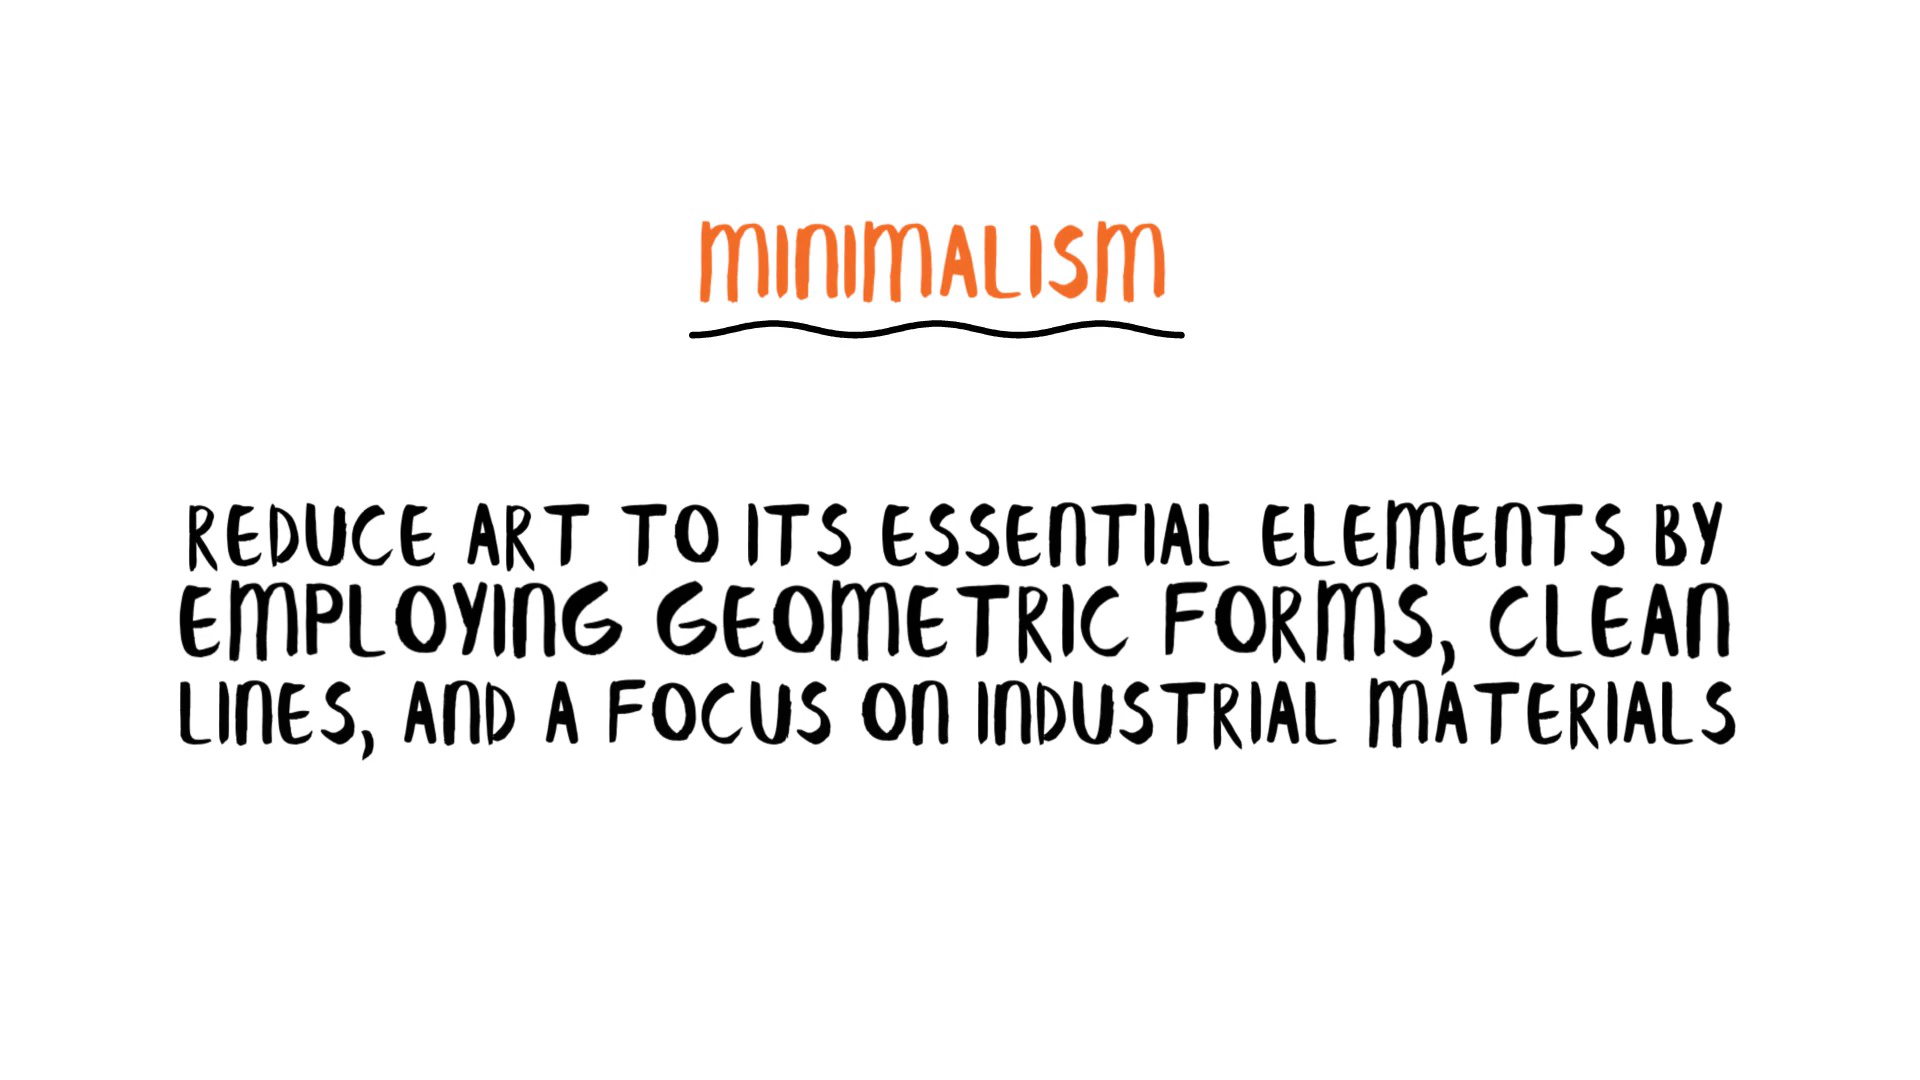 MINIMALISM
REDUCE ART TO ITS ESSENTIAL ELEMENTS BY
EMPLOYING GEOMETRIC FORMS, CLEAN
LINES, AND A FOCUS ON INDUSTRIAL MATERIALS